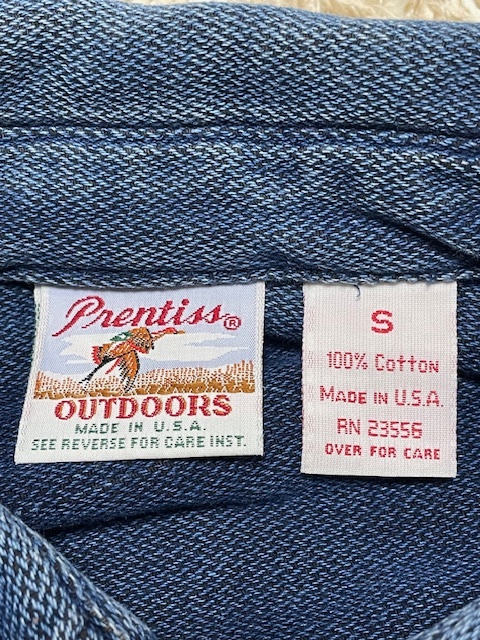 Prentiss®
OUTDOORS
MADE IN U.S.A.
SEE REVERSE FOR CARE INST.
S
100% COTTON
MADE IN U.S.A.
RN 23556
OVER FOR CARE